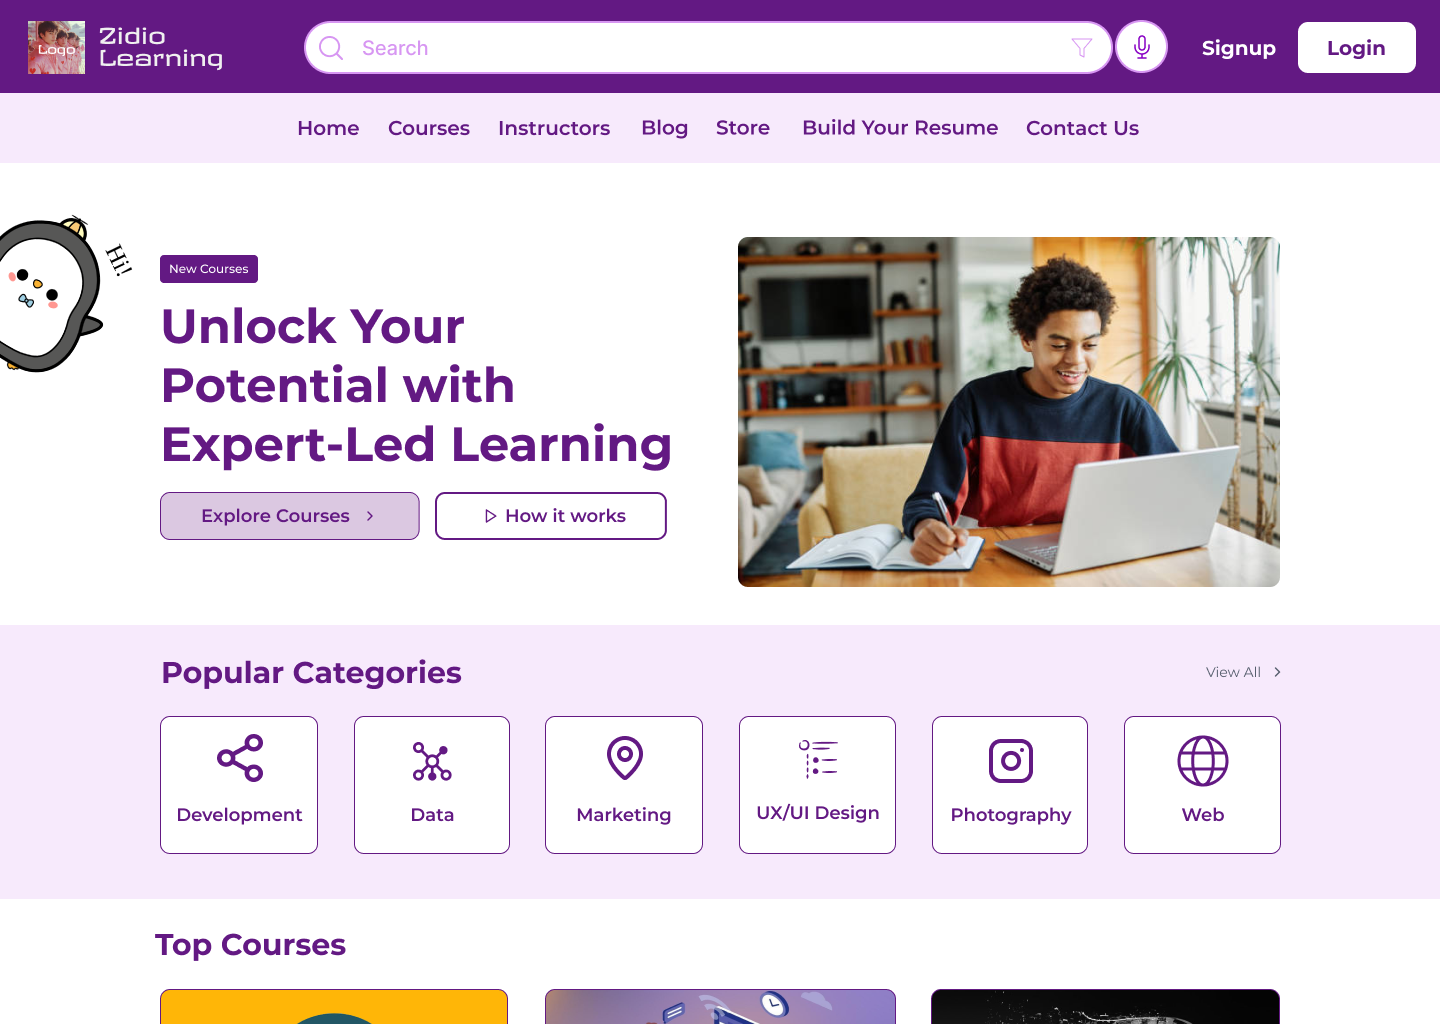 Logo
Zidio
Learning
Search
Signup
Login
Home
Courses
Instructors
Blog
Store
Build Your Resume
Contact Us
Hi!
New Courses
Unlock Your
Potential with
Expert-Led Learning
Explore Courses
How it works
Popular Categories
View All
Development
Data
Marketing
UX/UI Design
Photography
Web
Top Courses